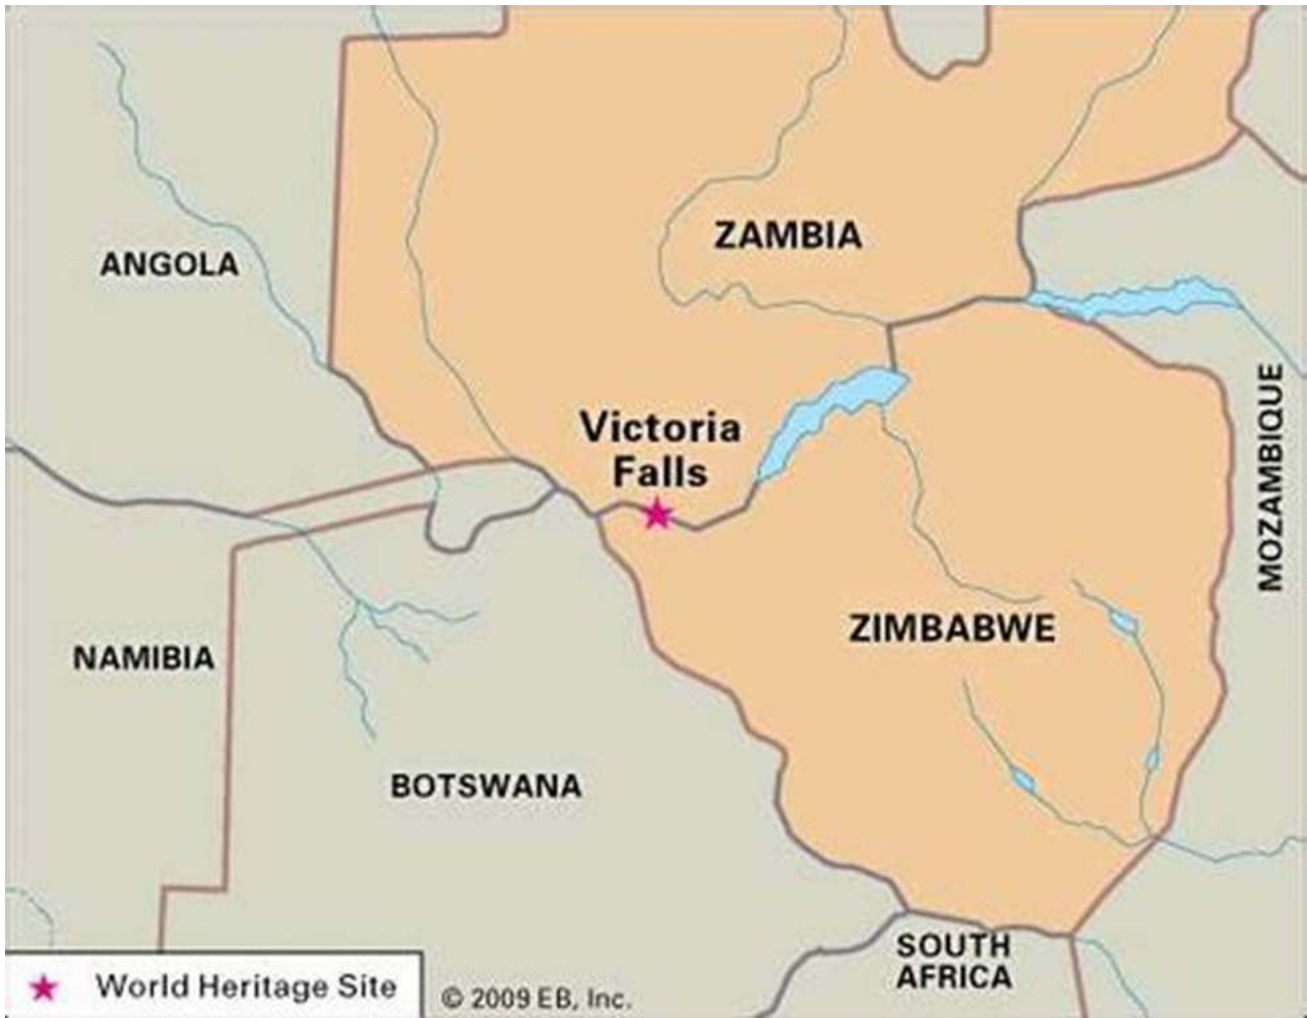 ZAMBIA
ANGOLA
Victoria
Falls
MOZAMBIQUE
ZIMBABWE
NAMIBIA
BOTSWANA
SOUTH
AFRICA
World Heritage Site
© 2009 EB, Inc.